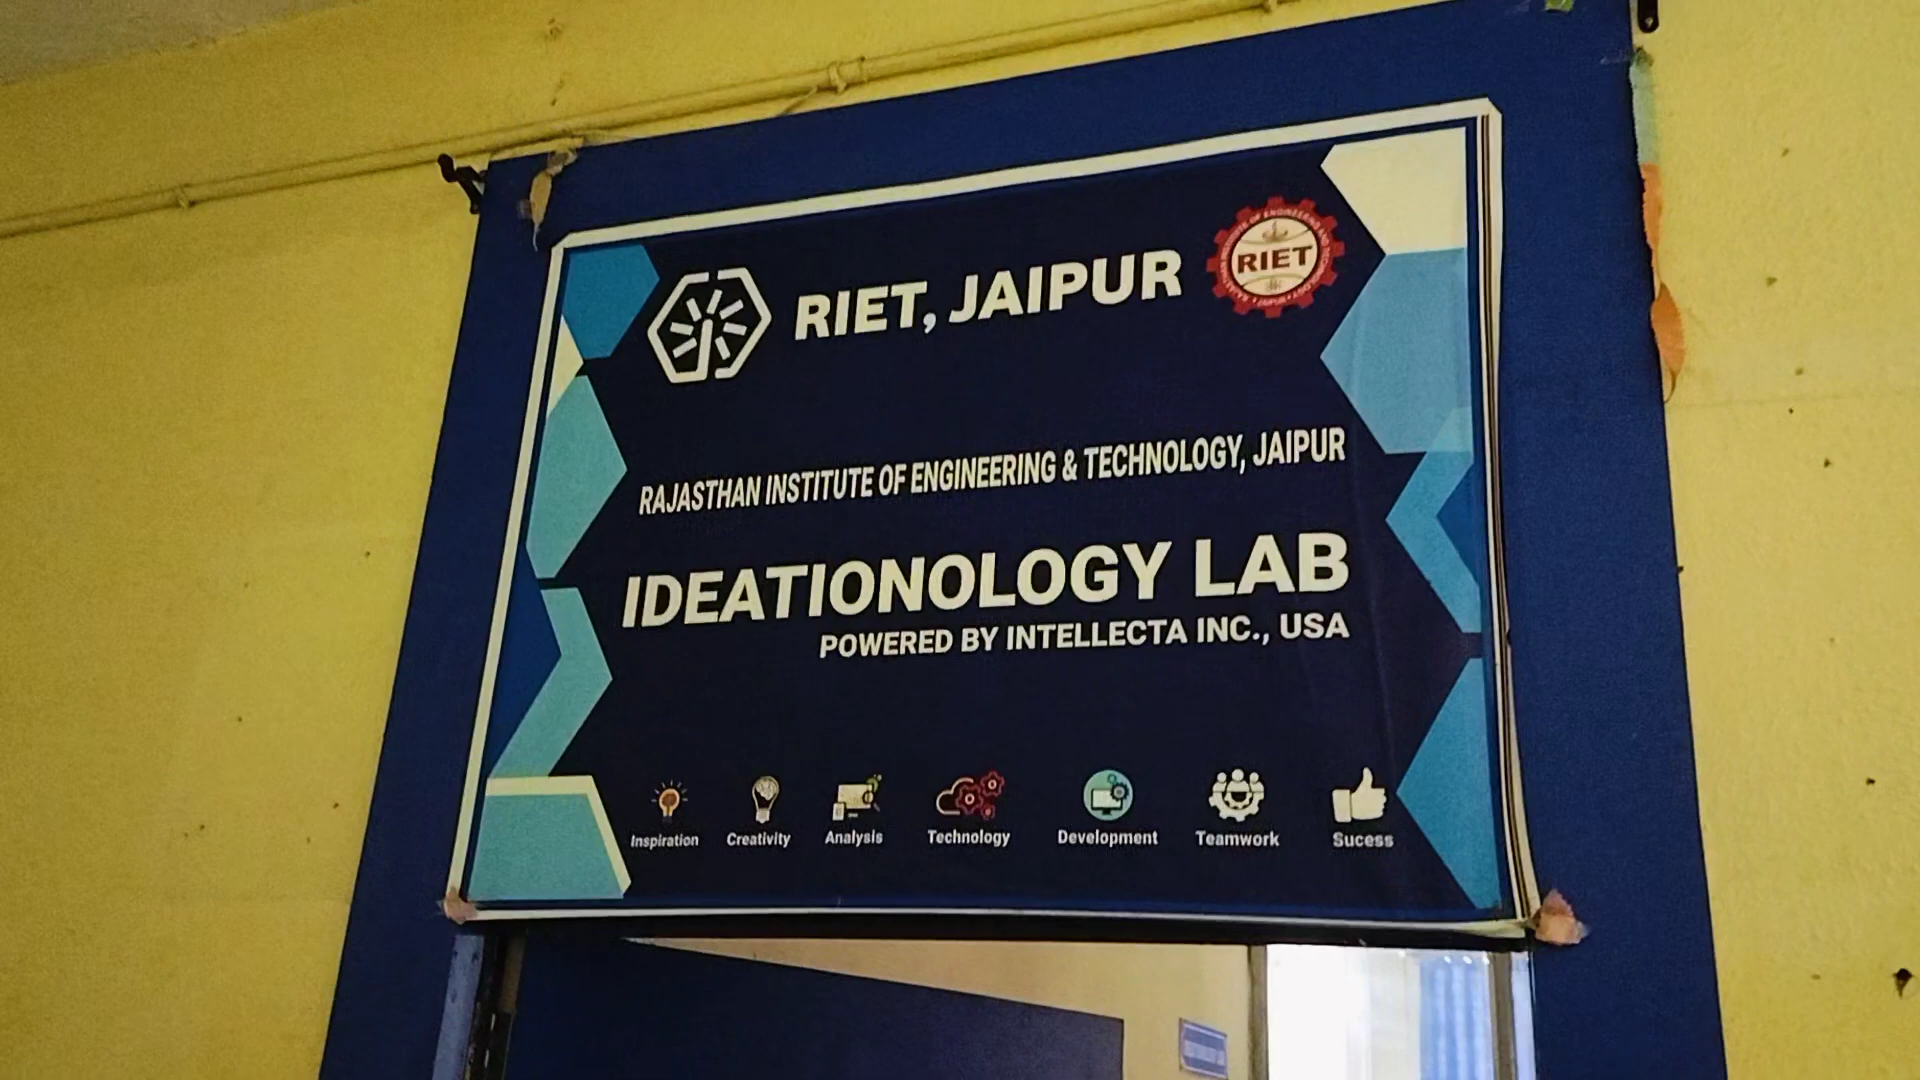 RIET, JAIPUR
RIET
RAJASTHAN INSTITUTE OF ENGINEERING & TECHNOLOGY, JAIPUR
IDEATIONOLOGY LAB
POWERED BY INTELLECTA INC., USA
Inspiration Creativity Analysis Technology Development Teamwork Sucess